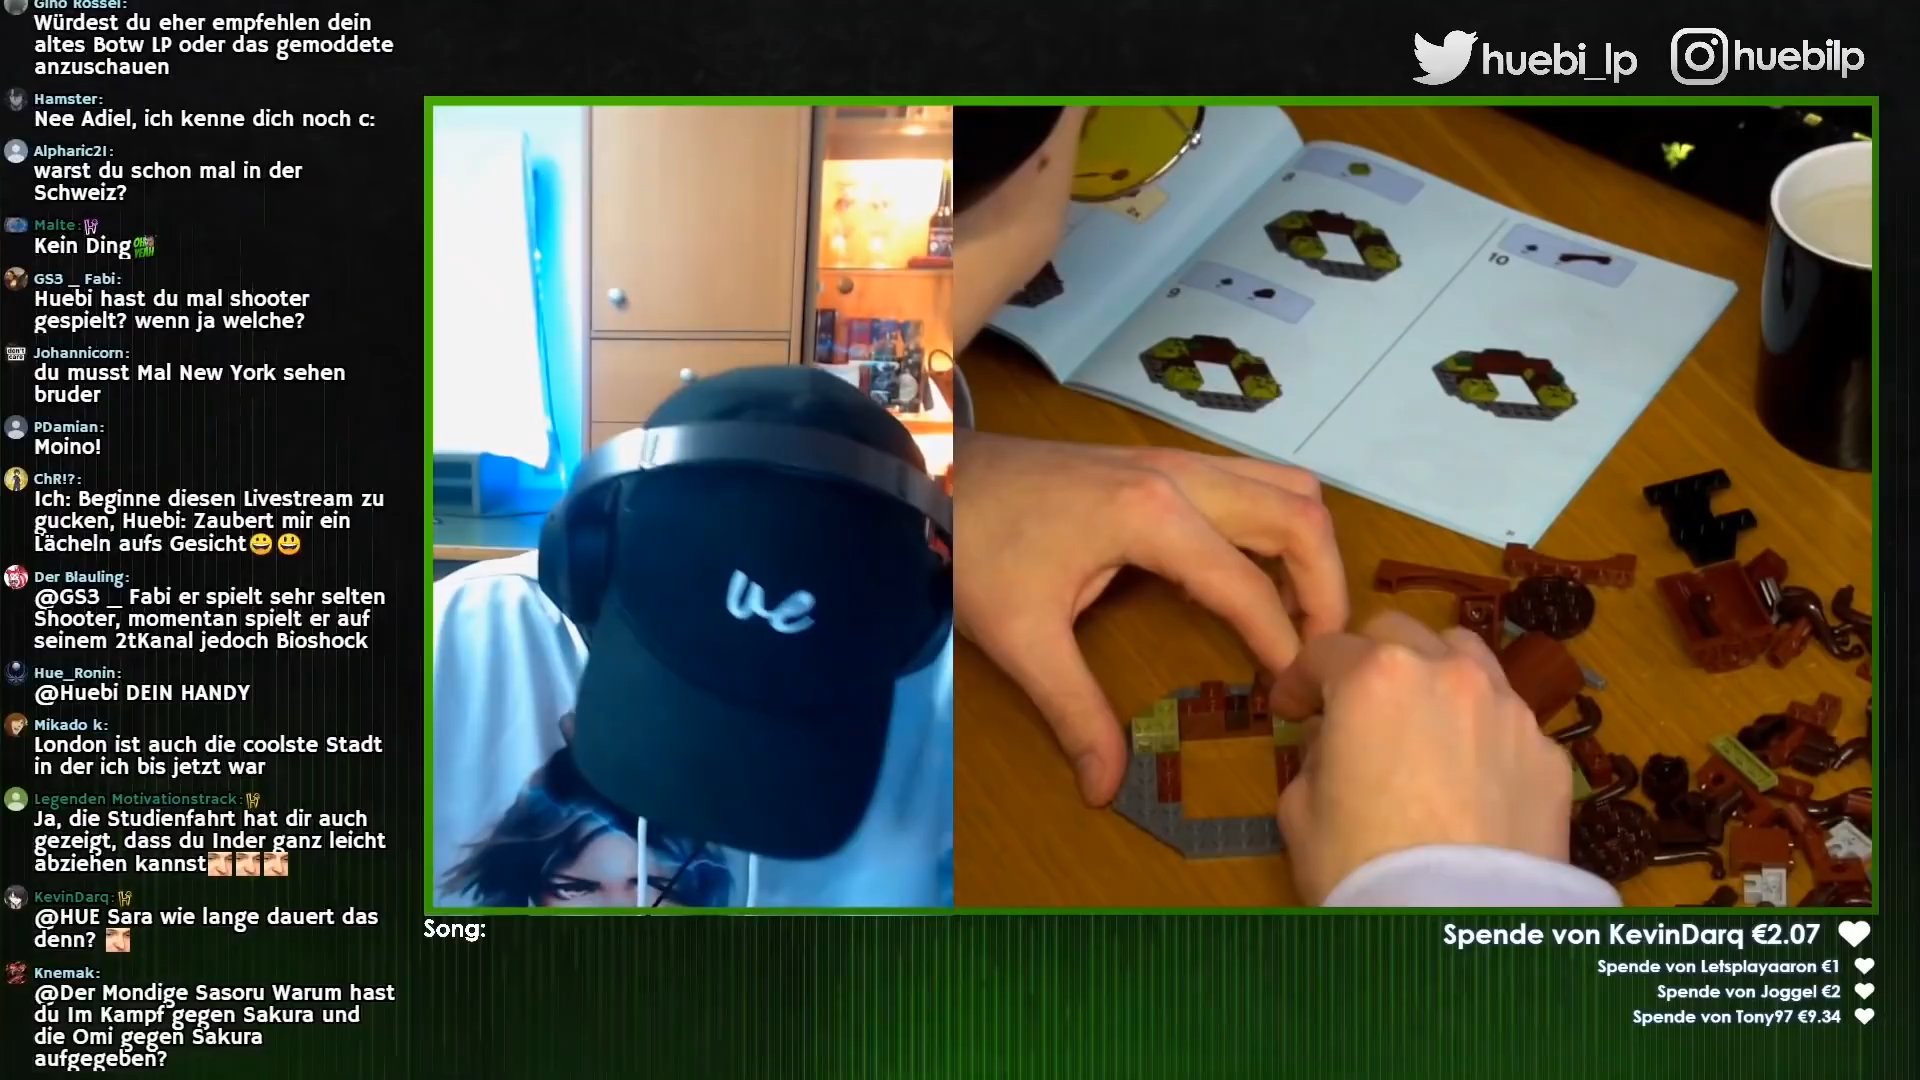 Gino Rossel:
Würdest du eher empfehlen dein
altes Botw LP oder das gemoddete
anzuschauen
Hamster:
Nee Adiel, ich kenne dich noch c:
Alpharic21:
warst du schon mal in der
Schweiz?
Malte:
Kein Ding
GS3 _ Fabi:
Huebi hast du mal shooter
gespielt? wenn ja welche?
Johannicorn:
du musst Mal New York sehen
bruder
PDamian:
Moino!
ChR!?:
Ich: Beginne diesen Livestream zu
gucken, Huebi: Zaubert mir ein
Lächeln aufs Gesicht😀😃
Der Blauling:
@GS3 _ Fabi er spielt sehr selten
Shooter, momentan spielt er auf
seinem 2tKanal jedoch Bioshock
Hue_Ronin:
@Huebi DEIN HANDY
Mikado k:
London ist auch die coolste Stadt
in der ich bis jetzt war
Legenden Motivationstrack:
Ja, die Studienfahrt hat dir auch
gezeigt, dass du Inder ganz leicht
abziehen kannst
KevinDarq:
@HUE Sara wie lange dauert das
denn?
Knemak:
@Der Mondige Sasoru Warum hast
du Im Kampf gegen Sakura und
die Omi gegen Sakura
aufgegeben?
huebi_lp
huebilp
2x
8
9
10
ue
Song:
Spende von KevinDarq €2.07
Spende von Letsplayaaron €1
Spende von Joggel €2
Spende von Tony97 €9.34